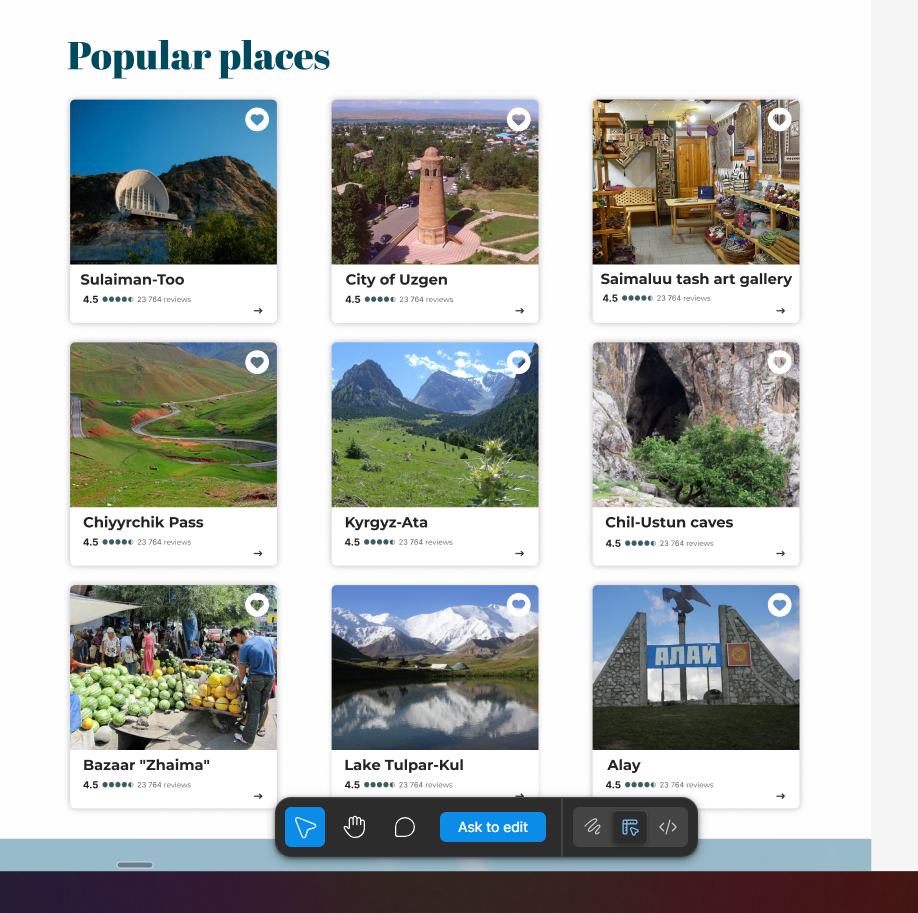 Popular places
Sulaiman-Too
4.5 23 764 reviews
City of Uzgen
4.5 23 764 reviews
Saimaluu tash art gallery
4.5 23 764 reviews
Chiyyrchik Pass
4.5 23 764 reviews
Kyrgyz-Ata
4.5 23 764 reviews
Chil-Ustun caves
4.5 23 764 reviews
АЛАЙ
Bazaar "Zhaima"
4.5 23 764 reviews
Lake Tulpar-Kul
4.5 23 764 reviews
Alay
4.5 23 764 reviews
Ask to edit